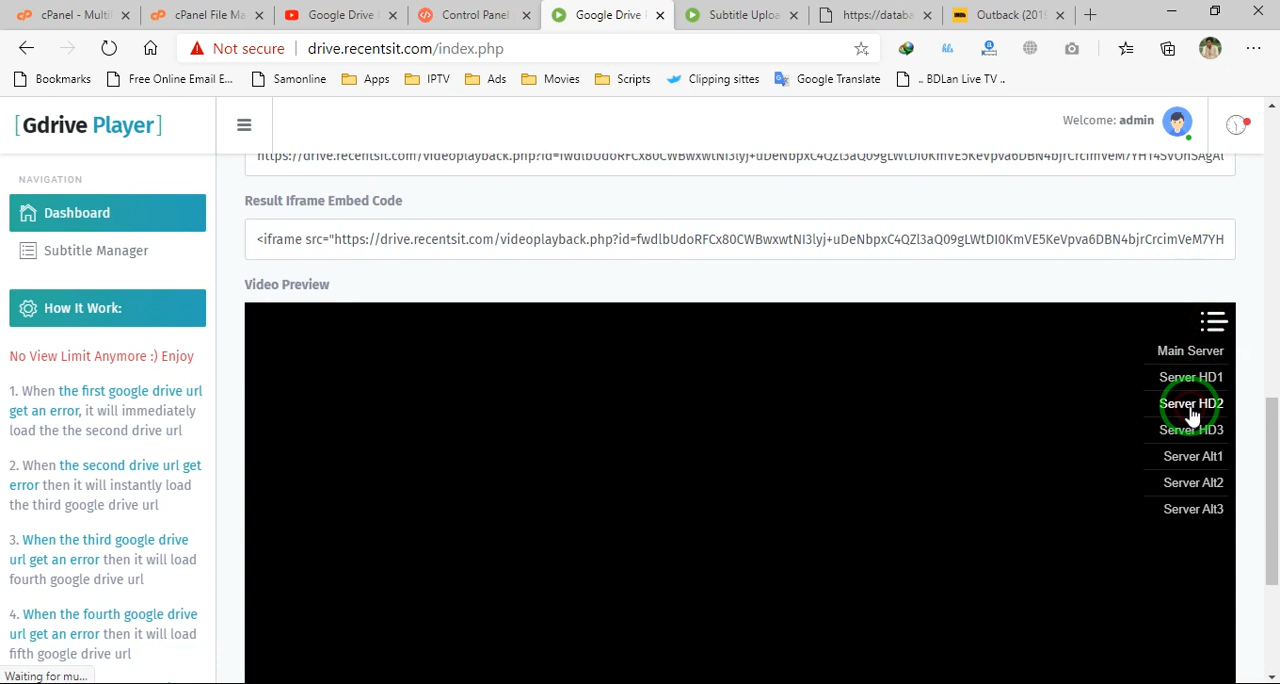 cPanel - Multi
cPanel File Ma
Google Drive
Control Panel
Google Drive
Subtitle Uploa
https://databa
Outback (2019
Not secure
drive.recentsit.com/index.php
Bookmarks
Free Online Email E...
Samonline
Apps
IPTV
Ads
Movies
Scripts
Clipping sittes
Google Translate
.. BDLan Live TV ..
[Gdrive Player]
Welcome: admin
NAVIGATION
Dashboard
Subtitle Manager
How It Work:
No View Limit Anymore :) Enjoy
1. When the first google drive url
get an error, it will immediately
load the the second drive url
2. When the second drive url get
error then it will instantly load
the third google drive url
3. When the third google drive
url get an error then it will load
fourth google drive url
4. When the fourth google drive
url get an error then it will load
fifth google drive url
Waiting for mu...
Result Iframe Embed Code
<iframe src="https://drive.recentsit.com/videoplayback.php?id=fwdlbUdoRFCx80CWBwxwtNI3lyj+uDeNbpxC4QZl3aQ09gLWtDI0KmVE5KeVpva6DBN4bjrCrcimVeM7YH
Video Preview
Main Server
Server HD1
Server HD2
Server HD3
Server Alt1
Server Alt2
Server Alt3